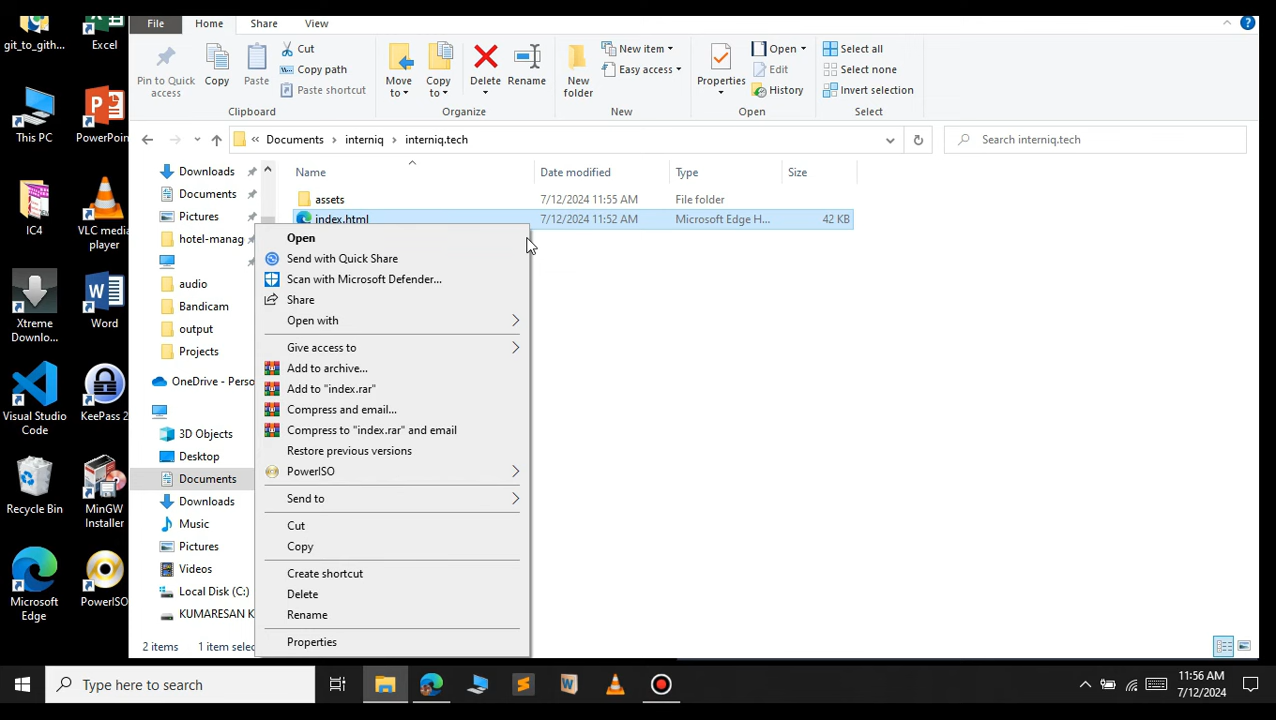 git_to_gith...
Excel
This PC
PowerPoint
IC4
VLC media
player
Xtreme
Downlo...
Word
Visual Studio
Code
KeePass 2
Recycle Bin
MinGW
Installer
Microsoft
Edge
PowerISO
File
Home
Share
View
Pin to Quick
access
Copy
Paste
Cut
Copy path
Paste shortcut
Clipboard
Move
to
Copy
to
Delete
Rename
Organize
New
folder
New item
Easy access
New
Properties
Open
Edit
History
Open
Select all
Select none
Invert selection
Select
« Documents > interniq > interniq.tech
Search interniq.tech
Downloads
Documents
Pictures
hotel-manag
audio
Bandicam
output
Projects
OneDrive - Perso
3D Objects
Desktop
Documents
Downloads
Music
Pictures
Videos
Local Disk (C:)
KUMARESAN K
Name
Date modified
Type
Size
assets
7/12/2024 11:55 AM
File folder
index.html
7/12/2024 11:52 AM
Microsoft Edge H...
42 KB
Open
Send with Quick Share
Scan with Microsoft Defender...
Share
Open with
Give access to
Add to archive...
Add to "index.rar"
Compress and email...
Compress to "index.rar" and email
Restore previous versions
PowerISO
Send to
Cut
Copy
Create shortcut
Delete
Rename
Properties
2 items
1 item selec
Type here to search
11:56 AM
7/12/2024